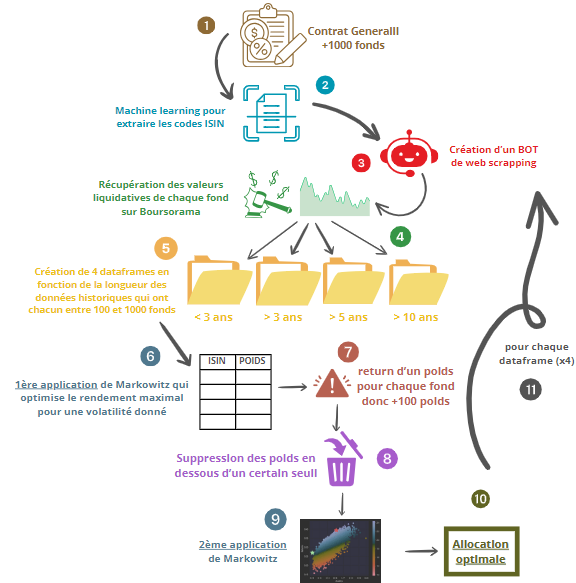 1
Contrat Generalll
+1000 fonds
2
Machine learning pour
extraire les codes ISIN
3
Création d'un BOT
de web scrapping
Récupération des valeurs
liquidatives de chaque fond
sur Boursorama
4
5
Création de 4 dataframes en
fonction de la longueur des
données historiques qui ont
chacun entre 100 et 1000 fonds
< 3 ans
> 3 ans
> 5 ans
> 10 ans
6
1ère application de Markowitz qui
optimise le rendement maximal
pour une volatilité donné
ISIN POIDS
7
return d'un poids
pour chaque fond
donc +100 poids
pour chaque
dataframe (x4)
11
Suppression des poids en
dessous d'un certain seuil
8
9
2ème application
de Markowitz
10
Allocation
optimale